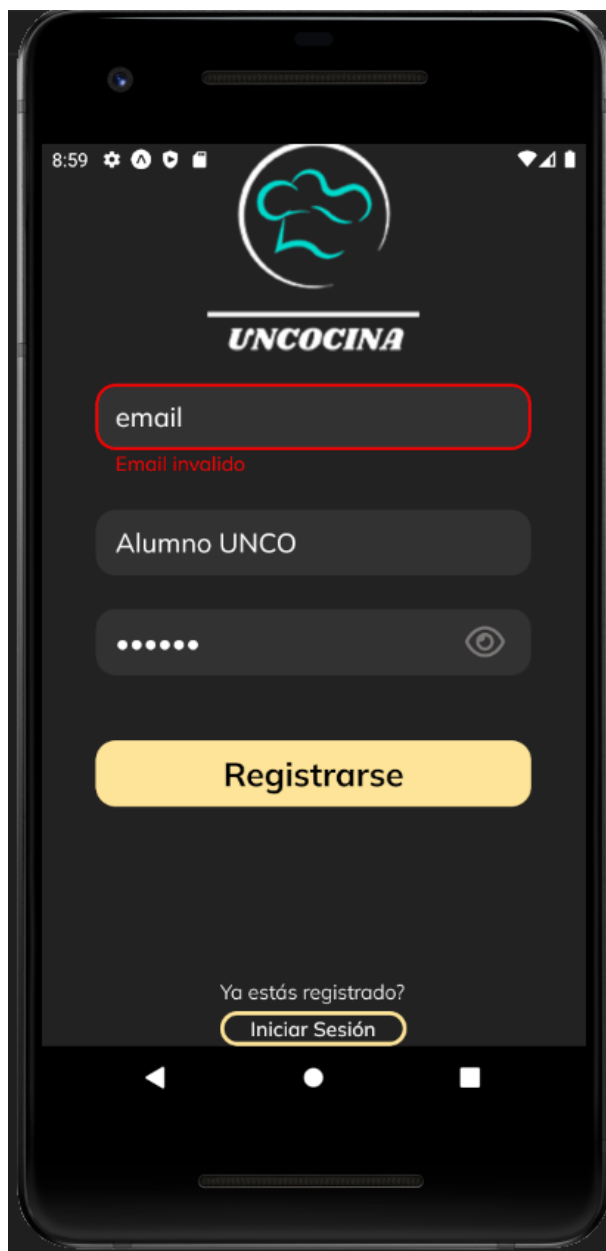 8:59
UNCOCINA
email
Email invalido
Alumno UNCO
••••••
Registrarse
Ya estás registrado?
Iniciar Sesión